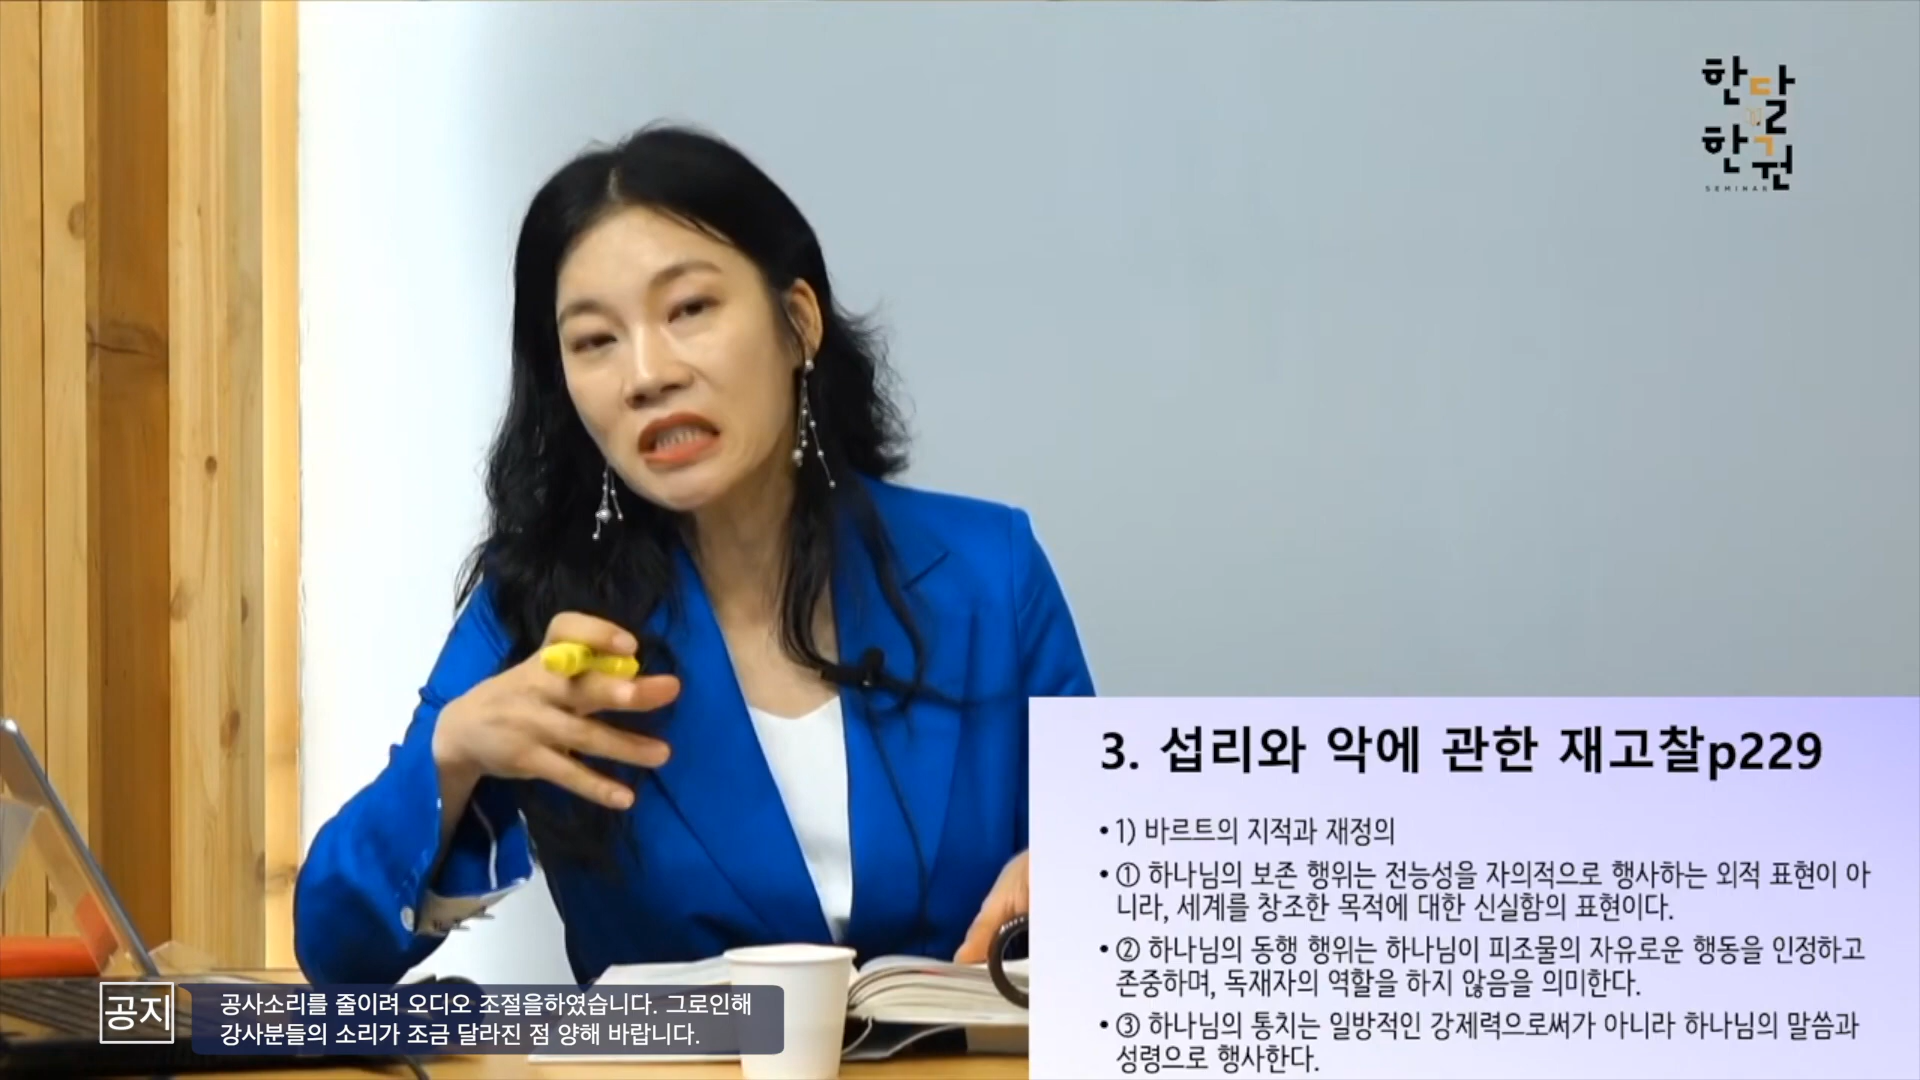 한달
한권
SEMINAR
3. 섭리와 악에 관한 재고찰p229
• 1) 바르트의 지적과 재정의
• ① 하나님의 보존 행위는 전능성을 자의적으로 행사하는 외적 표현이 아
니라, 세계를 창조한 목적에 대한 신실함의 표현이다.
• ② 하나님의 동행 행위는 하나님이 피조물의 자유로운 행동을 인정하고
존중하며, 독재자의 역할을 하지 않음을 의미한다.
• ③ 하나님의 통치는 일방적인 강제력으로써가 아니라 하나님의 말씀과
성령으로 행사한다.
공지
공사소리를 줄이려 오디오 조절을하였습니다. 그로인해
강사분들의 소리가 조금 달라진 점 양해 바랍니다.